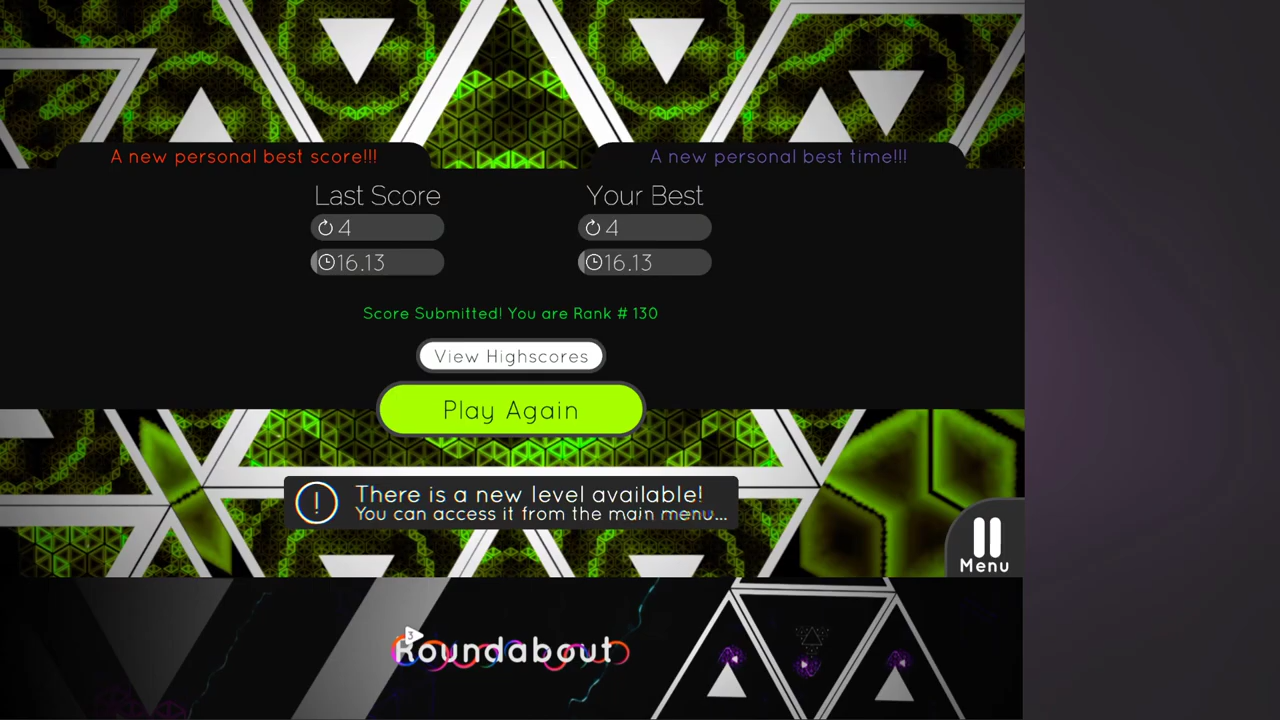 A new personal best score!!!
A new personal best time!!!
Last Score
Your Best
4
4
16.13
16.13
Score Submitted! You are Rank # 130
View Highscores
Play Again
There is a new level available!
You can access it from the main menu...
Menu
3
Roundabout